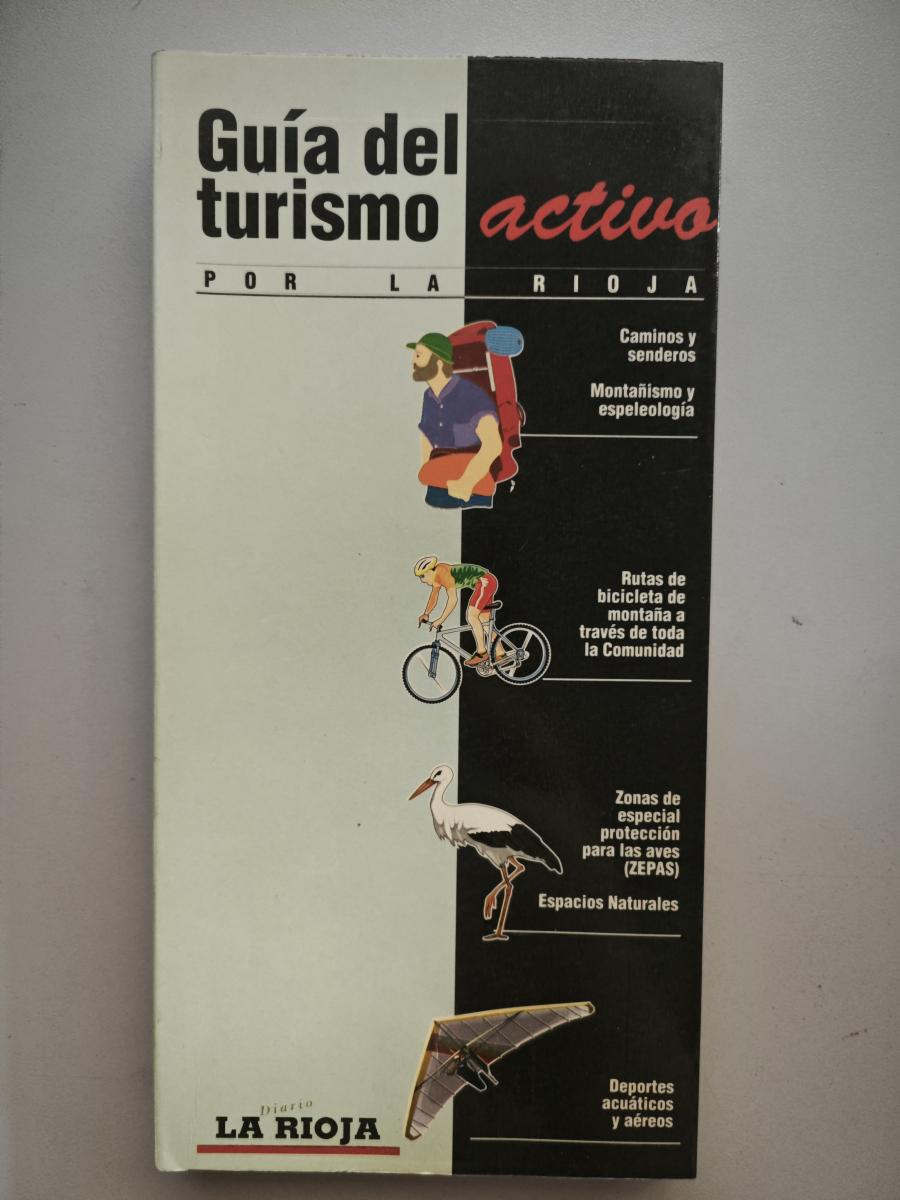 Guía del
turismo activo
POR LA RIOJA
Caminos y
senderos
Montañismo y
espeleología
Rutas de
bicicleta de
montaña a
través de toda
la Comunidad
Zonas de
especial
protección
para las aves
(ZEPAS)
Espacios Naturales
Deportes
acuáticos
y aéreos
Diario
LA RIOJA